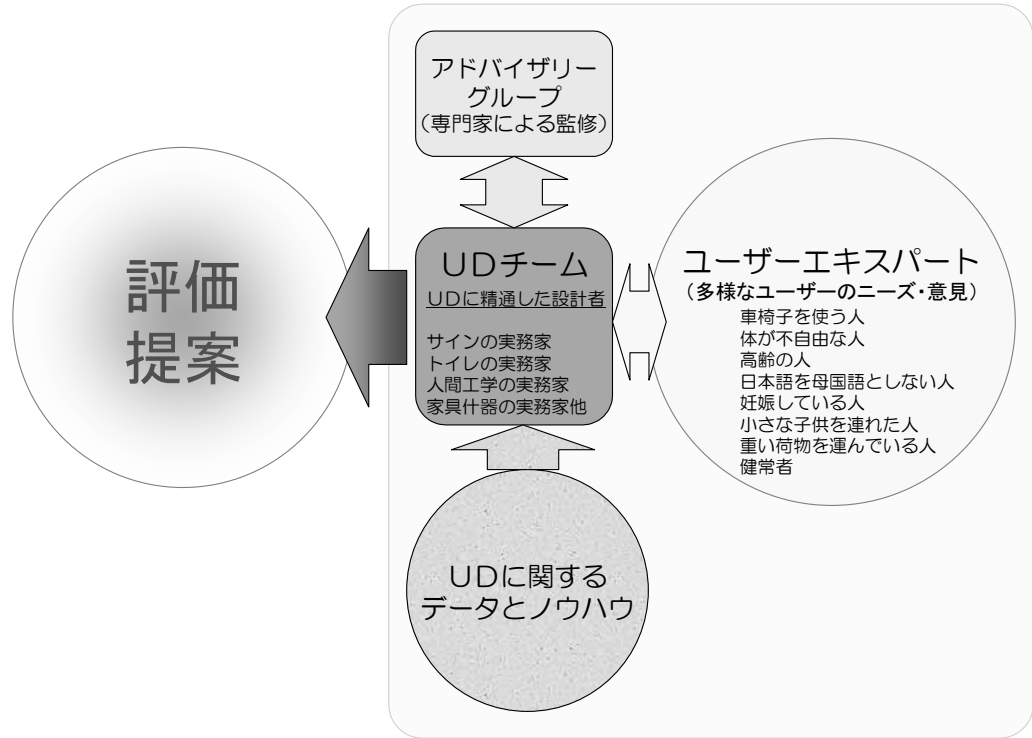 アドバイザリー
グループ
（専門家による監修）
評価
提案
UDチーム
UDに精通した設計者
サインの実務家
トイレの実務家
人間工学の実務家
家具什器の実務家他
ユーザーエキスパート
（多様なユーザーのニーズ・意見）
車椅子を使う人
体が不自由な人
高齢の人
日本語を母国語としない人
妊娠している人
小さな子供を連れた人
重い荷物を運んでいる人
健常者
UDに関する
データとノウハウ